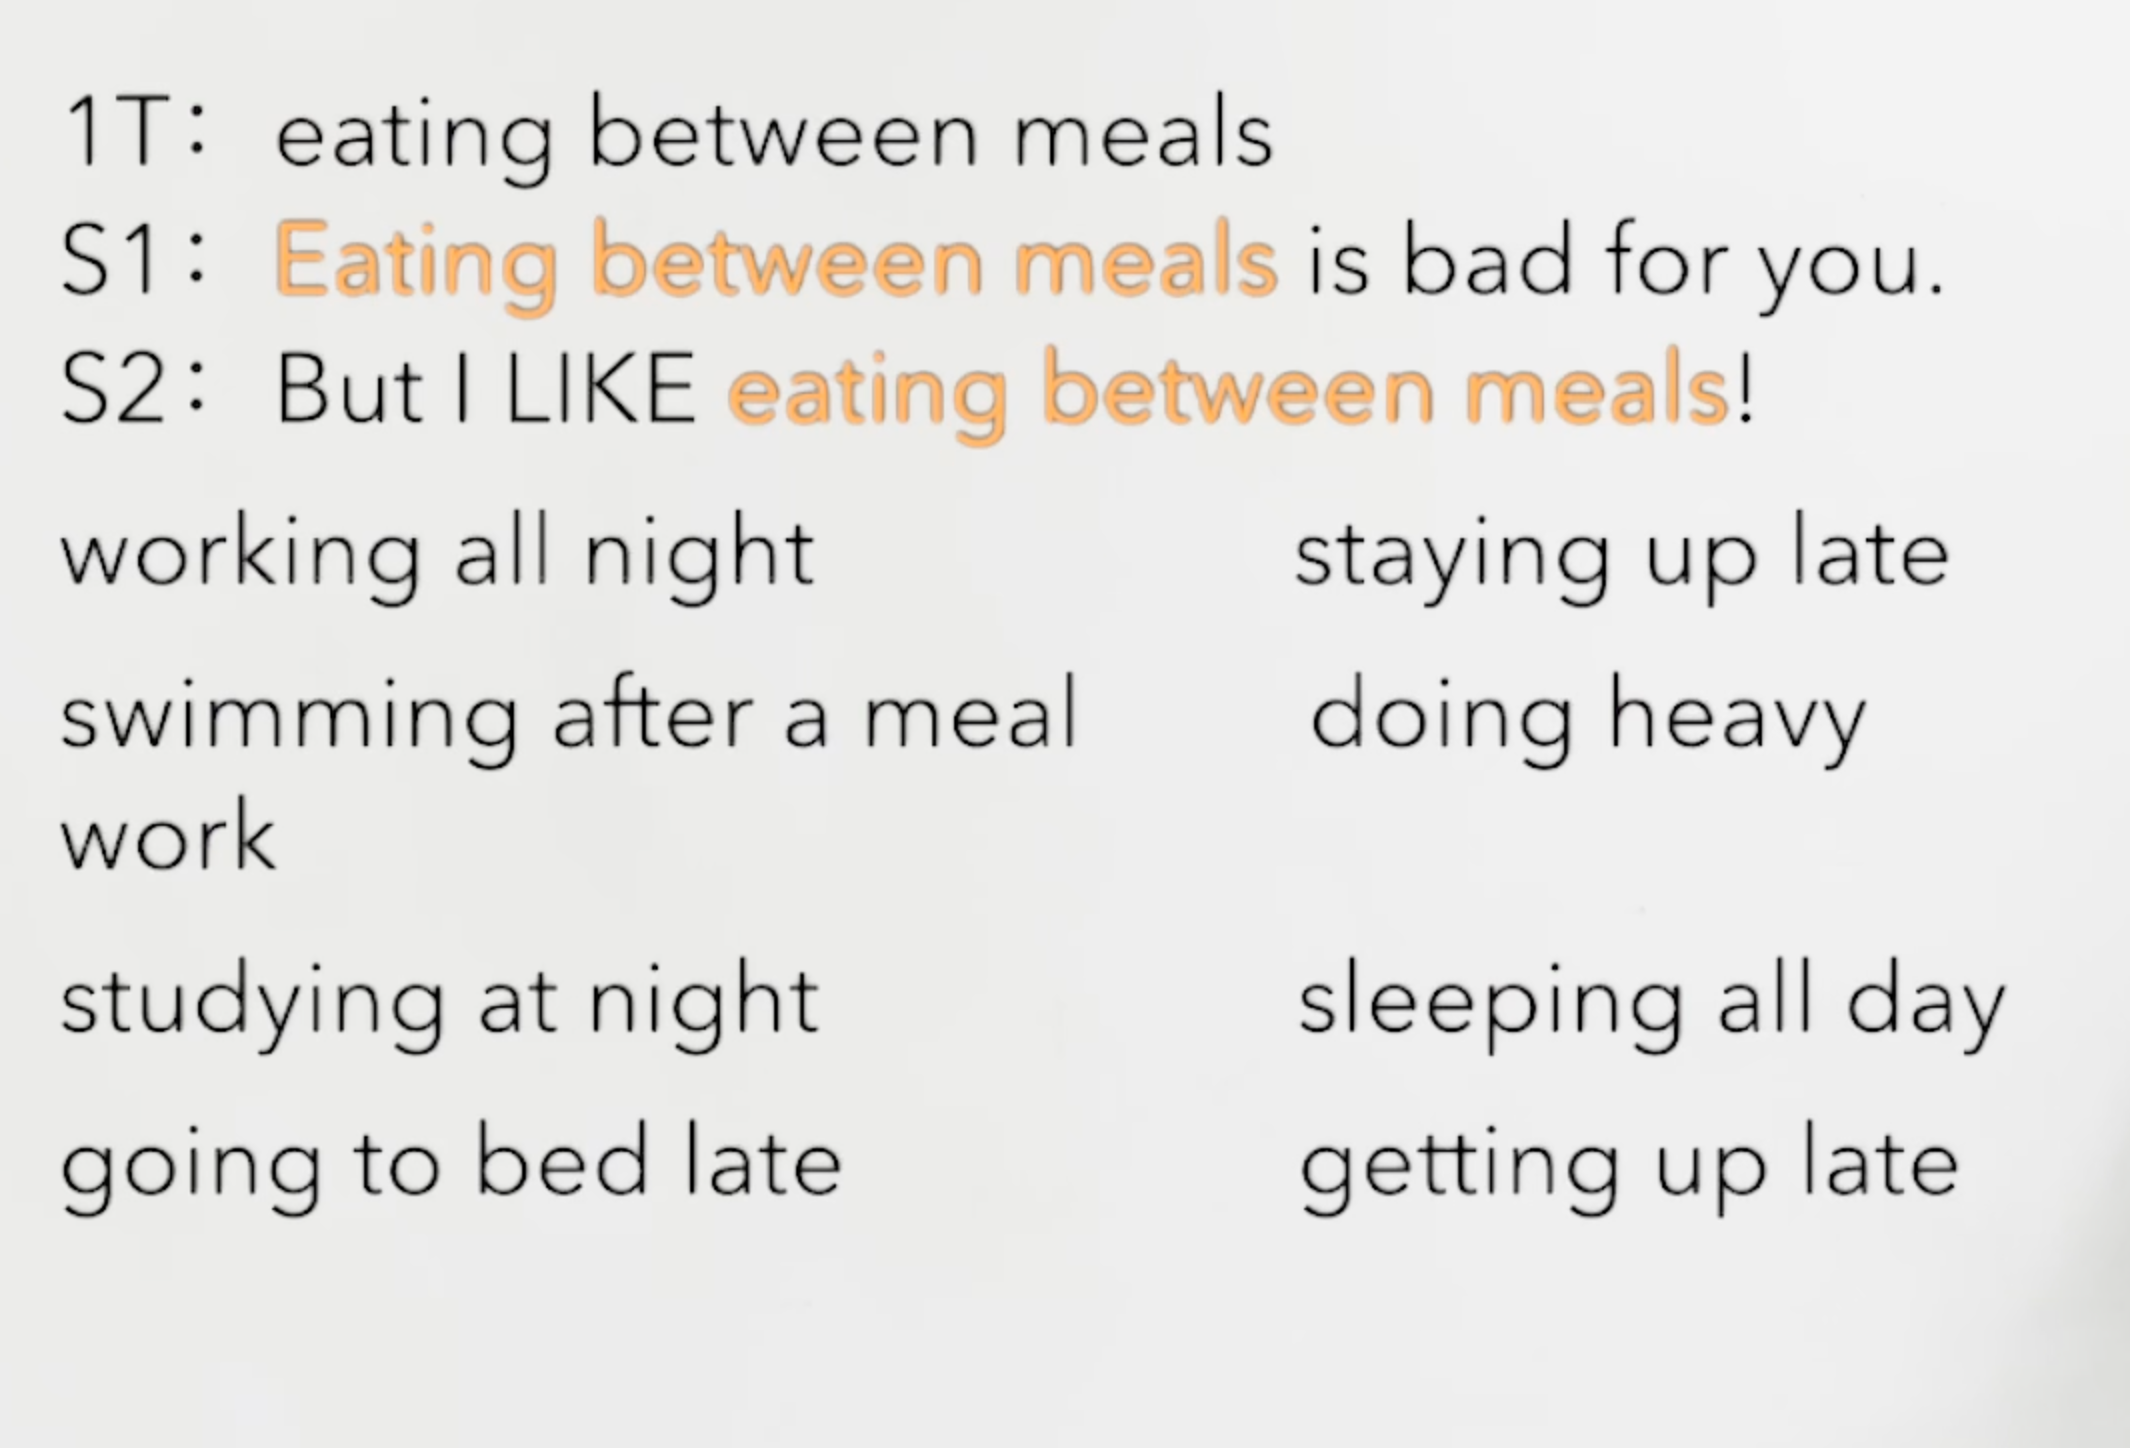 1T: eating between meals
S1: Eating between meals is bad for you.
S2: But I LIKE eating between meals!
working all night staying up late
swimming after a meal doing heavy
work
studying at night sleeping all day
going to bed late getting up late